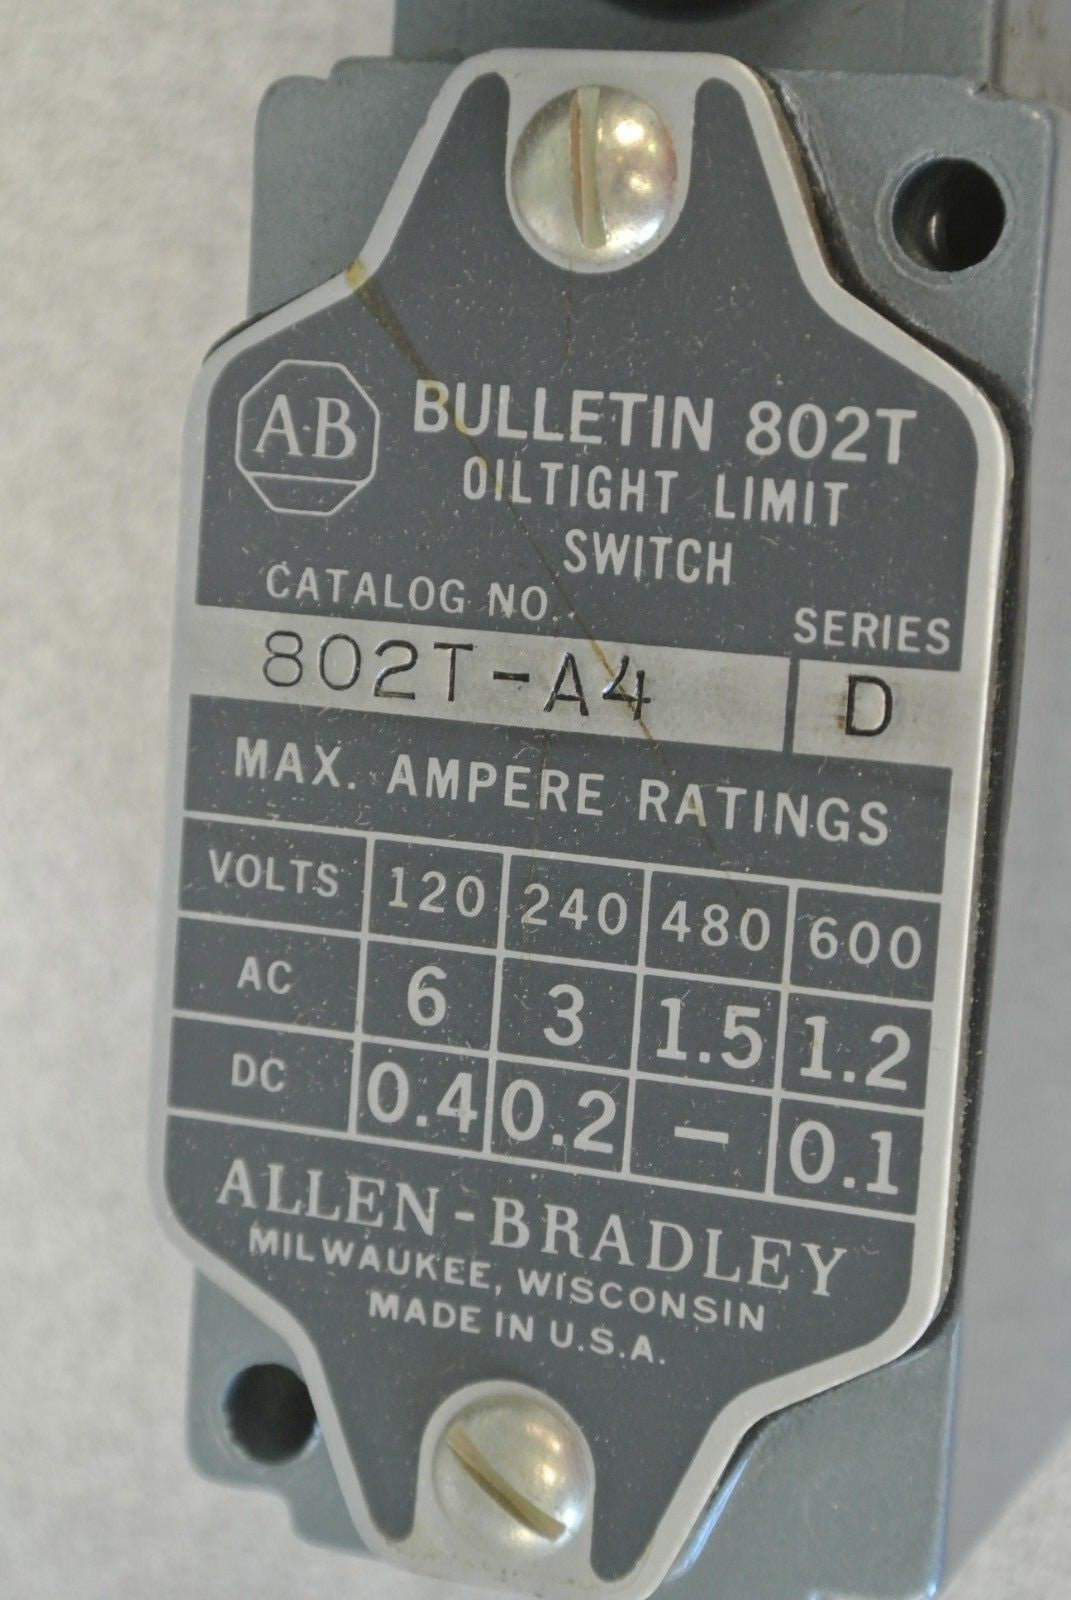 A-B
BULLETIN 802T
OILTIGHT LIMIT
SWITCH
CATALOG NO. SERIES
802T-A4 D
MAX. AMPERE RATINGS
VOLTS 120 240 480 600
AC 6 3 1.5 1.2
DC 0.4 0.2 – 0.1
ALLEN-BRADLEY
MILWAUKEE, WISCONSIN
MADE IN U.S.A.